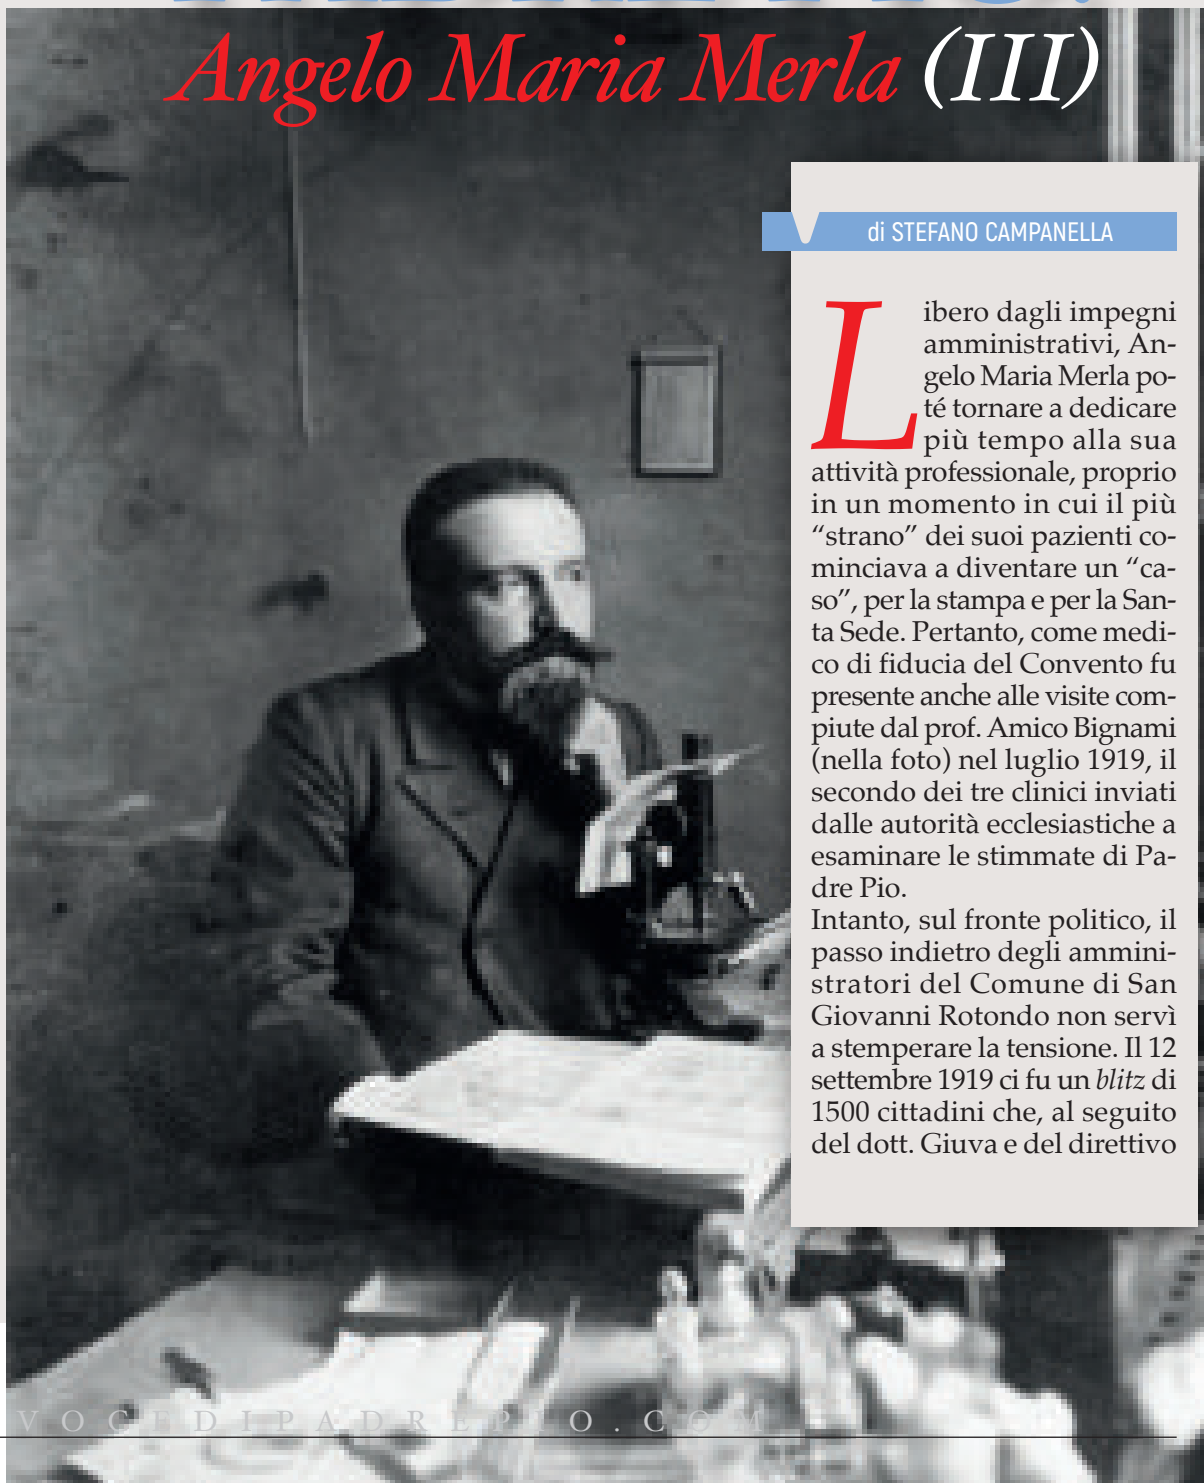 Angelo Maria Merla (III)
di STEFANO CAMPANELLA
Libero dagli impegni
amministrativi, An-
gelo Maria Merla po-
té tornare a dedicare
più tempo alla sua
attività professionale, proprio
in un momento in cui il più
“strano” dei suoi pazienti co-
minciava a diventare un “ca-
so”, per la stampa e per la San-
ta Sede. Pertanto, come medi-
co di fiducia del Convento fu
presente anche alle visite com-
piute dal prof. Amico Bignami
(nella foto) nel luglio 1919, il
secondo dei tre clinici inviati
dalle autorità ecclesiastiche a
esaminare le stimmate di Pa-
dre Pio.
Intanto, sul fronte politico, il
passo indietro degli ammini-
stratori del Comune di San
Giovanni Rotondo non servì
a stemperare la tensione. Il 12
settembre 1919 ci fu un blitz di
1500 cittadini che, al seguito
del dott. Giuva e del direttivo
VOCEDIPADREPIO.COM